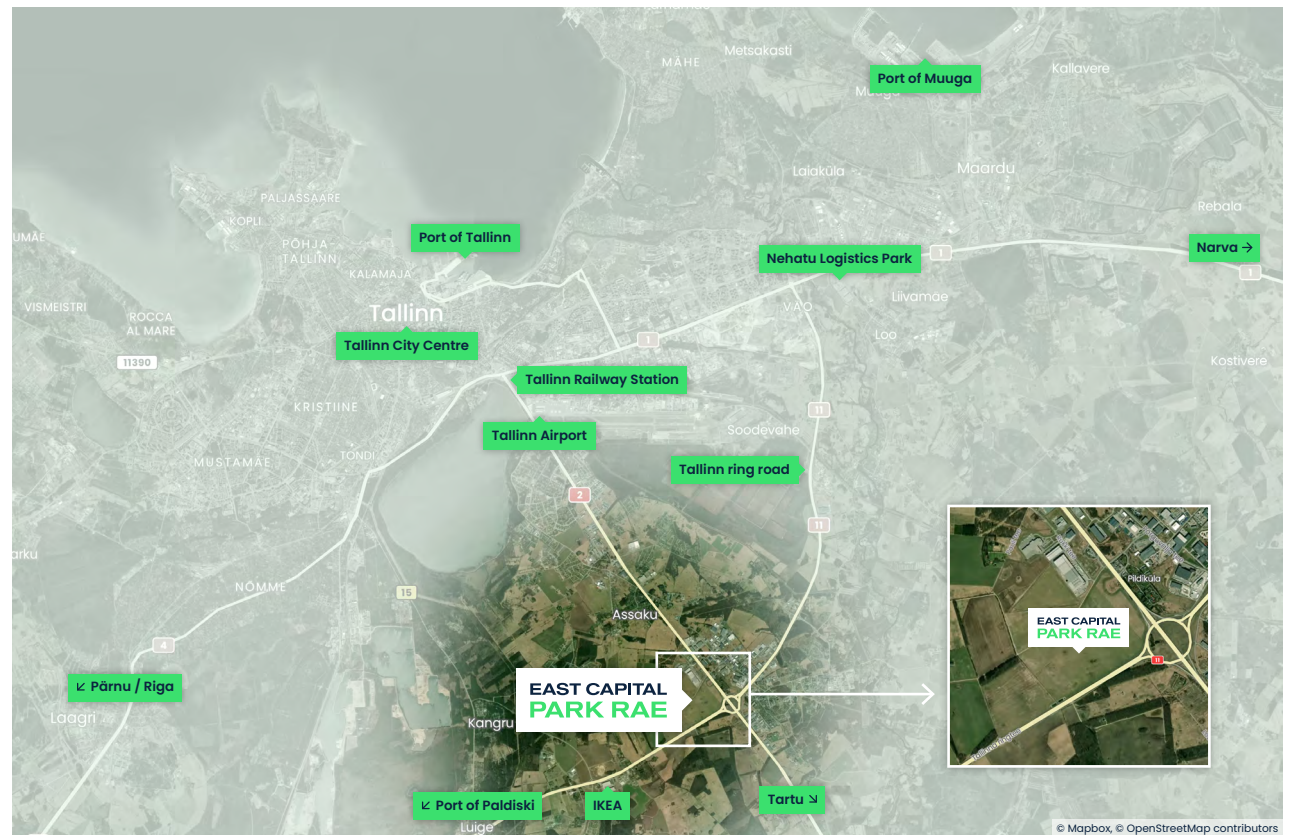 Metsakasti
MÄHE
Port of Muuga
Kallavere
Laiaküla
Maardu
PALJASSAARE
Rebala
KOPLI
UMÄE
Port of Tallinn
PÕHJA-
TALLINN
Narva →
1
Nehatu Logistics Park
KALAMAJA
1
VISMEISTRI
Liivamäe
VÄO
Tallinn
ROCCA
AL MARE
Loo
1
Tallinn City Centre
11390
Kostivere
Tallinn Railway Station
KRISTIINE
11
Tallinn Airport
Soodevahe
TONDI
MUSTAMÄE
Tallinn ring road
2
11
arku
NÕMME
15
Pildiküla
Assaku
EAST CAPITAL
PARK RAE
4
11
↙ Pärnu / Riga
EAST CAPITAL
PARK RAE
Laagri
Kangru
↙ Port of Paldiski
IKEA
Tartu ↘
Luige
© Mapbox, © OpenStreetMap contributors